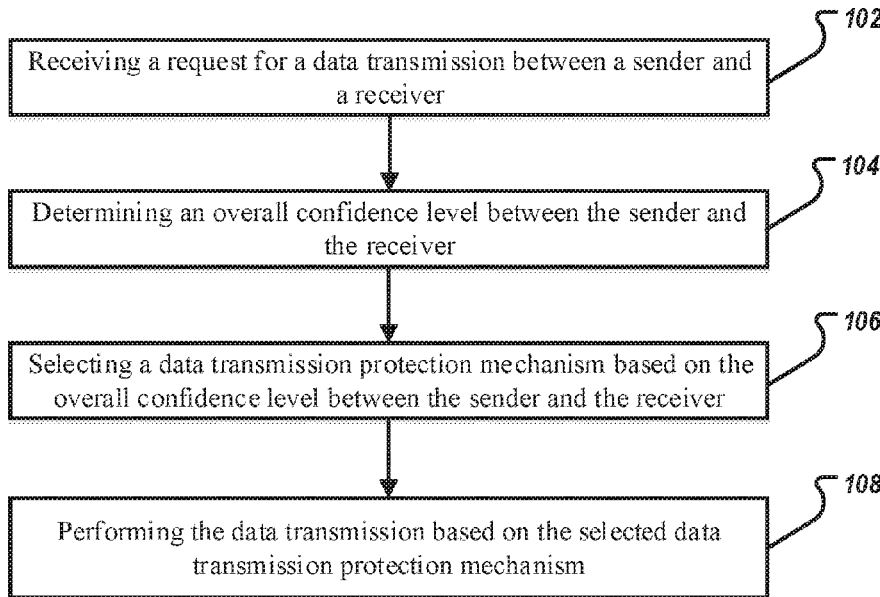 102
Receiving a request for a data transmission between a sender and
a receiver
104
Determining an overall confidence level between the sender and
the receiver
106
Selecting a data transmission protection mechanism based on the
overall confidence level between the sender and the receiver
108
Performing the data transmission based on the selected data
transmission protection mechanism